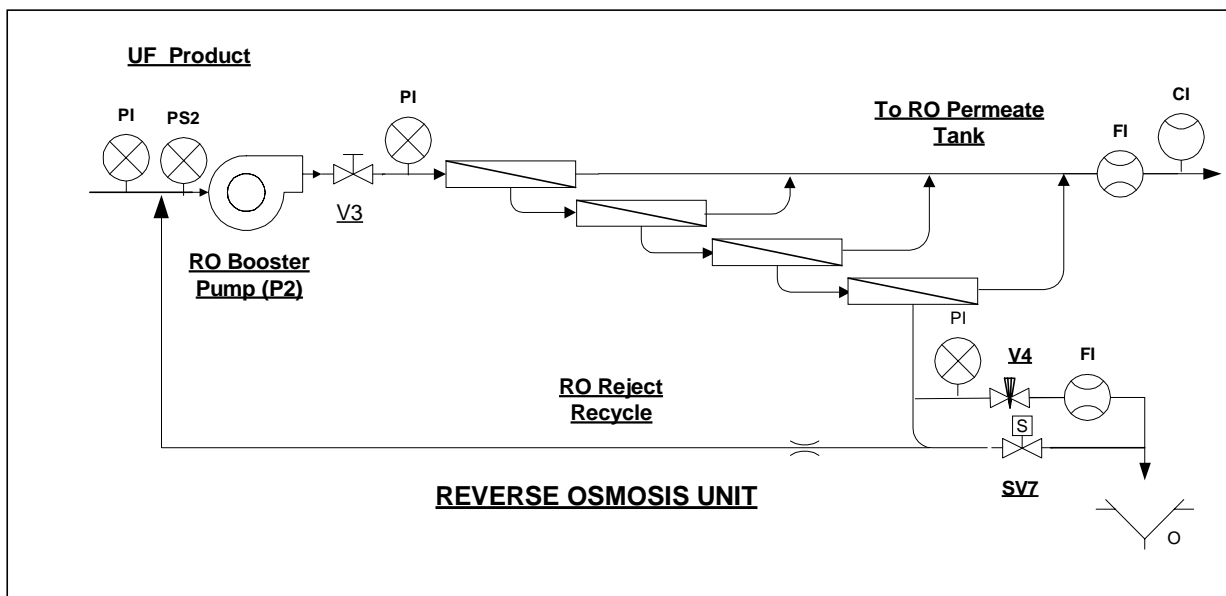 UF Product
PI
PS2
PI
To RO Permeate
Tank
FI
CI
V3
RO Booster
Pump (P2)
PI
V4
FI
RO Reject
Recycle
S
REVERSE OSMOSIS UNIT
SV7
O